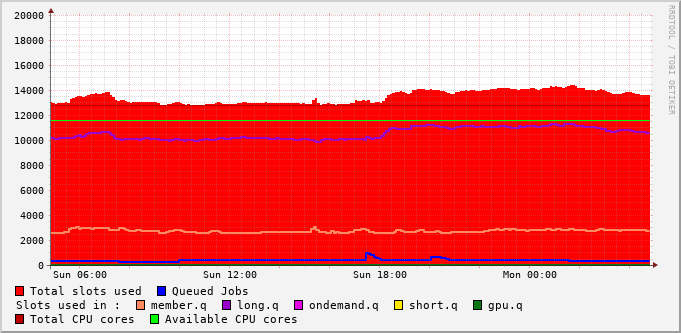 RRDTOOL / TOBI OETIKER
20000
18000
16000
14000
12000
10000
8000
6000
4000
2000
0
Sun 06:00 Sun 12:00 Sun 18:00 Mon 00:00
Total slots used Queued Jobs
Slots used in : member.q long.q ondemand.q short.q gpu.q
Total CPU cores Available CPU cores